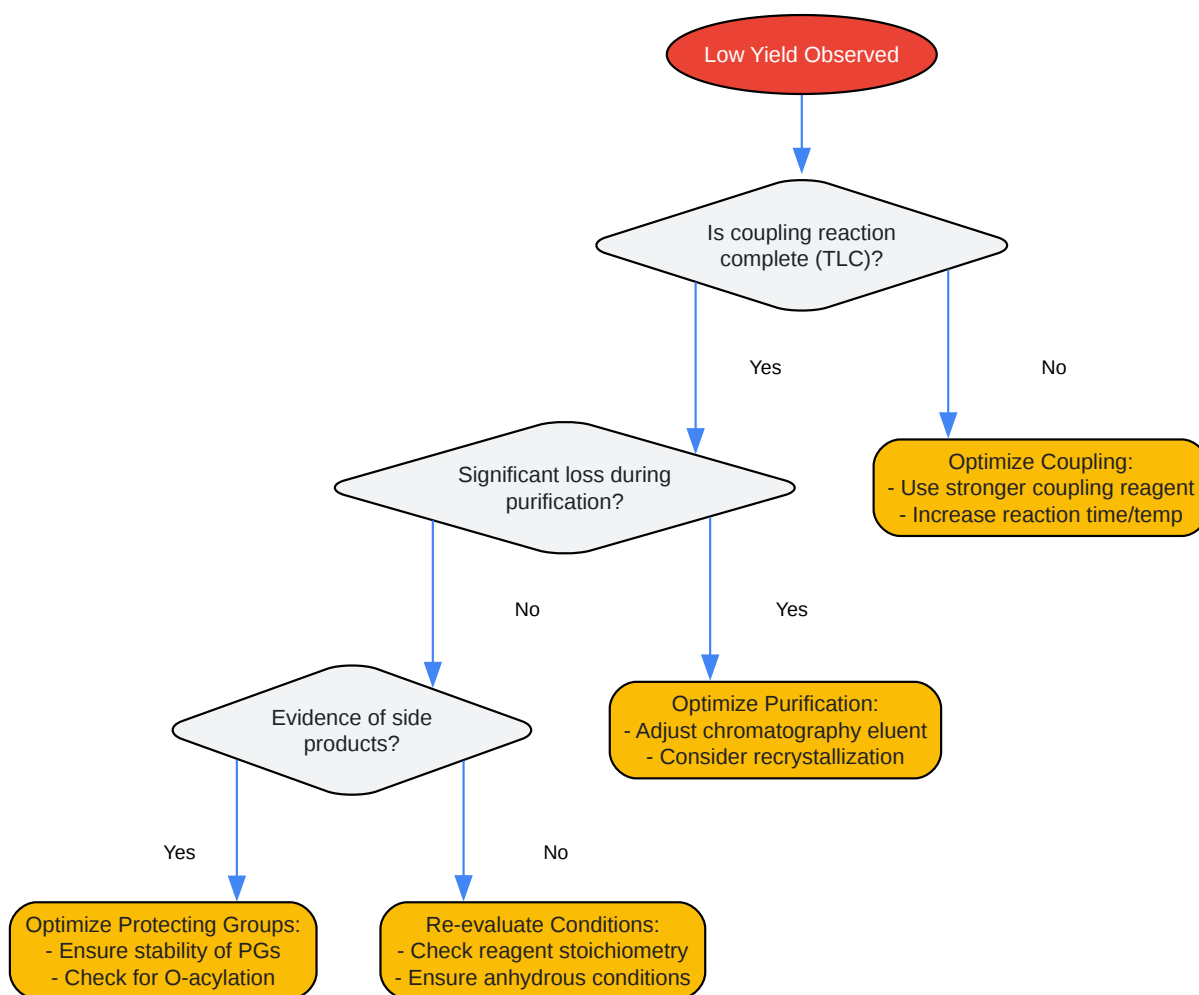 Low Yield Observed
Is coupling reaction
complete (TLC)?
Yes
No
Significant loss during
purification?
Optimize Coupling:
- Use stronger coupling reagent
- Increase reaction time/temp
No
Yes
Evidence of side
products?
Optimize Purification:
- Adjust chromatography eluent
- Consider recrystallization
Yes
No
Optimize Protecting Groups:
- Ensure stability of PGs
- Check for O-acylation
Re-evaluate Conditions:
- Check reagent stoichiometry
- Ensure anhydrous conditions